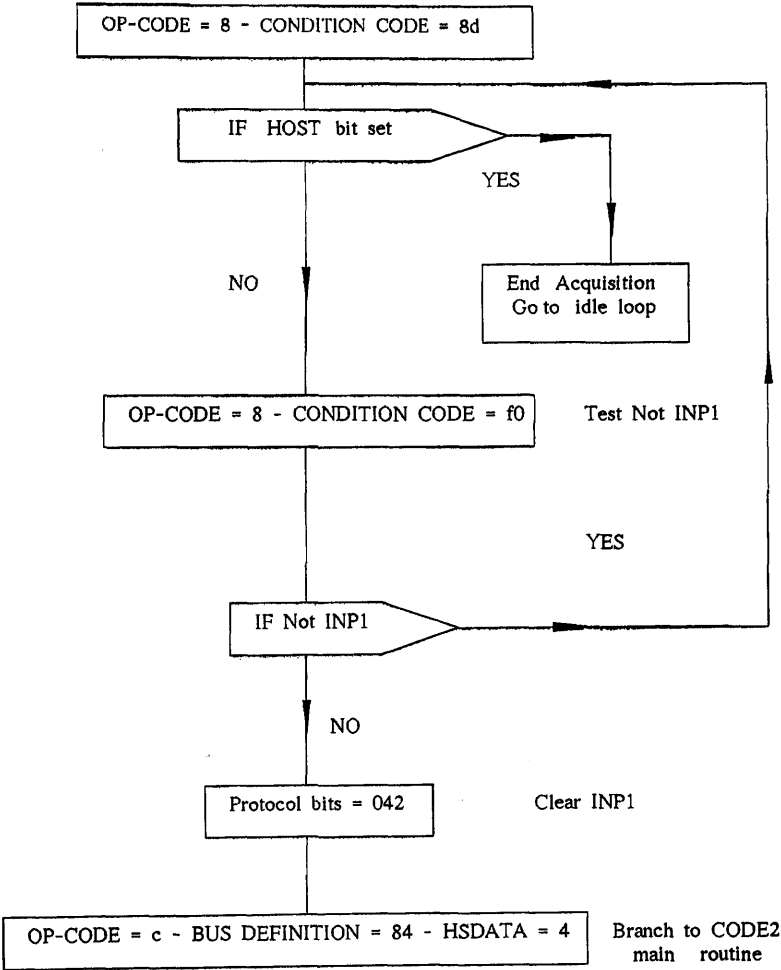 OP-CODE = 8 - CONDITION CODE = 8d
IF HOST bit set
YES
NO
End Acquisition
Go to idle loop
OP-CODE = 8 - CONDITION CODE = f0
Test Not INP1
YES
IF Not INP1
NO
Protocol bits = 042
Clear INP1
OP-CODE = c - BUS DEFINITION = 84 - HSDATA = 4
Branch to CODE2
main routine